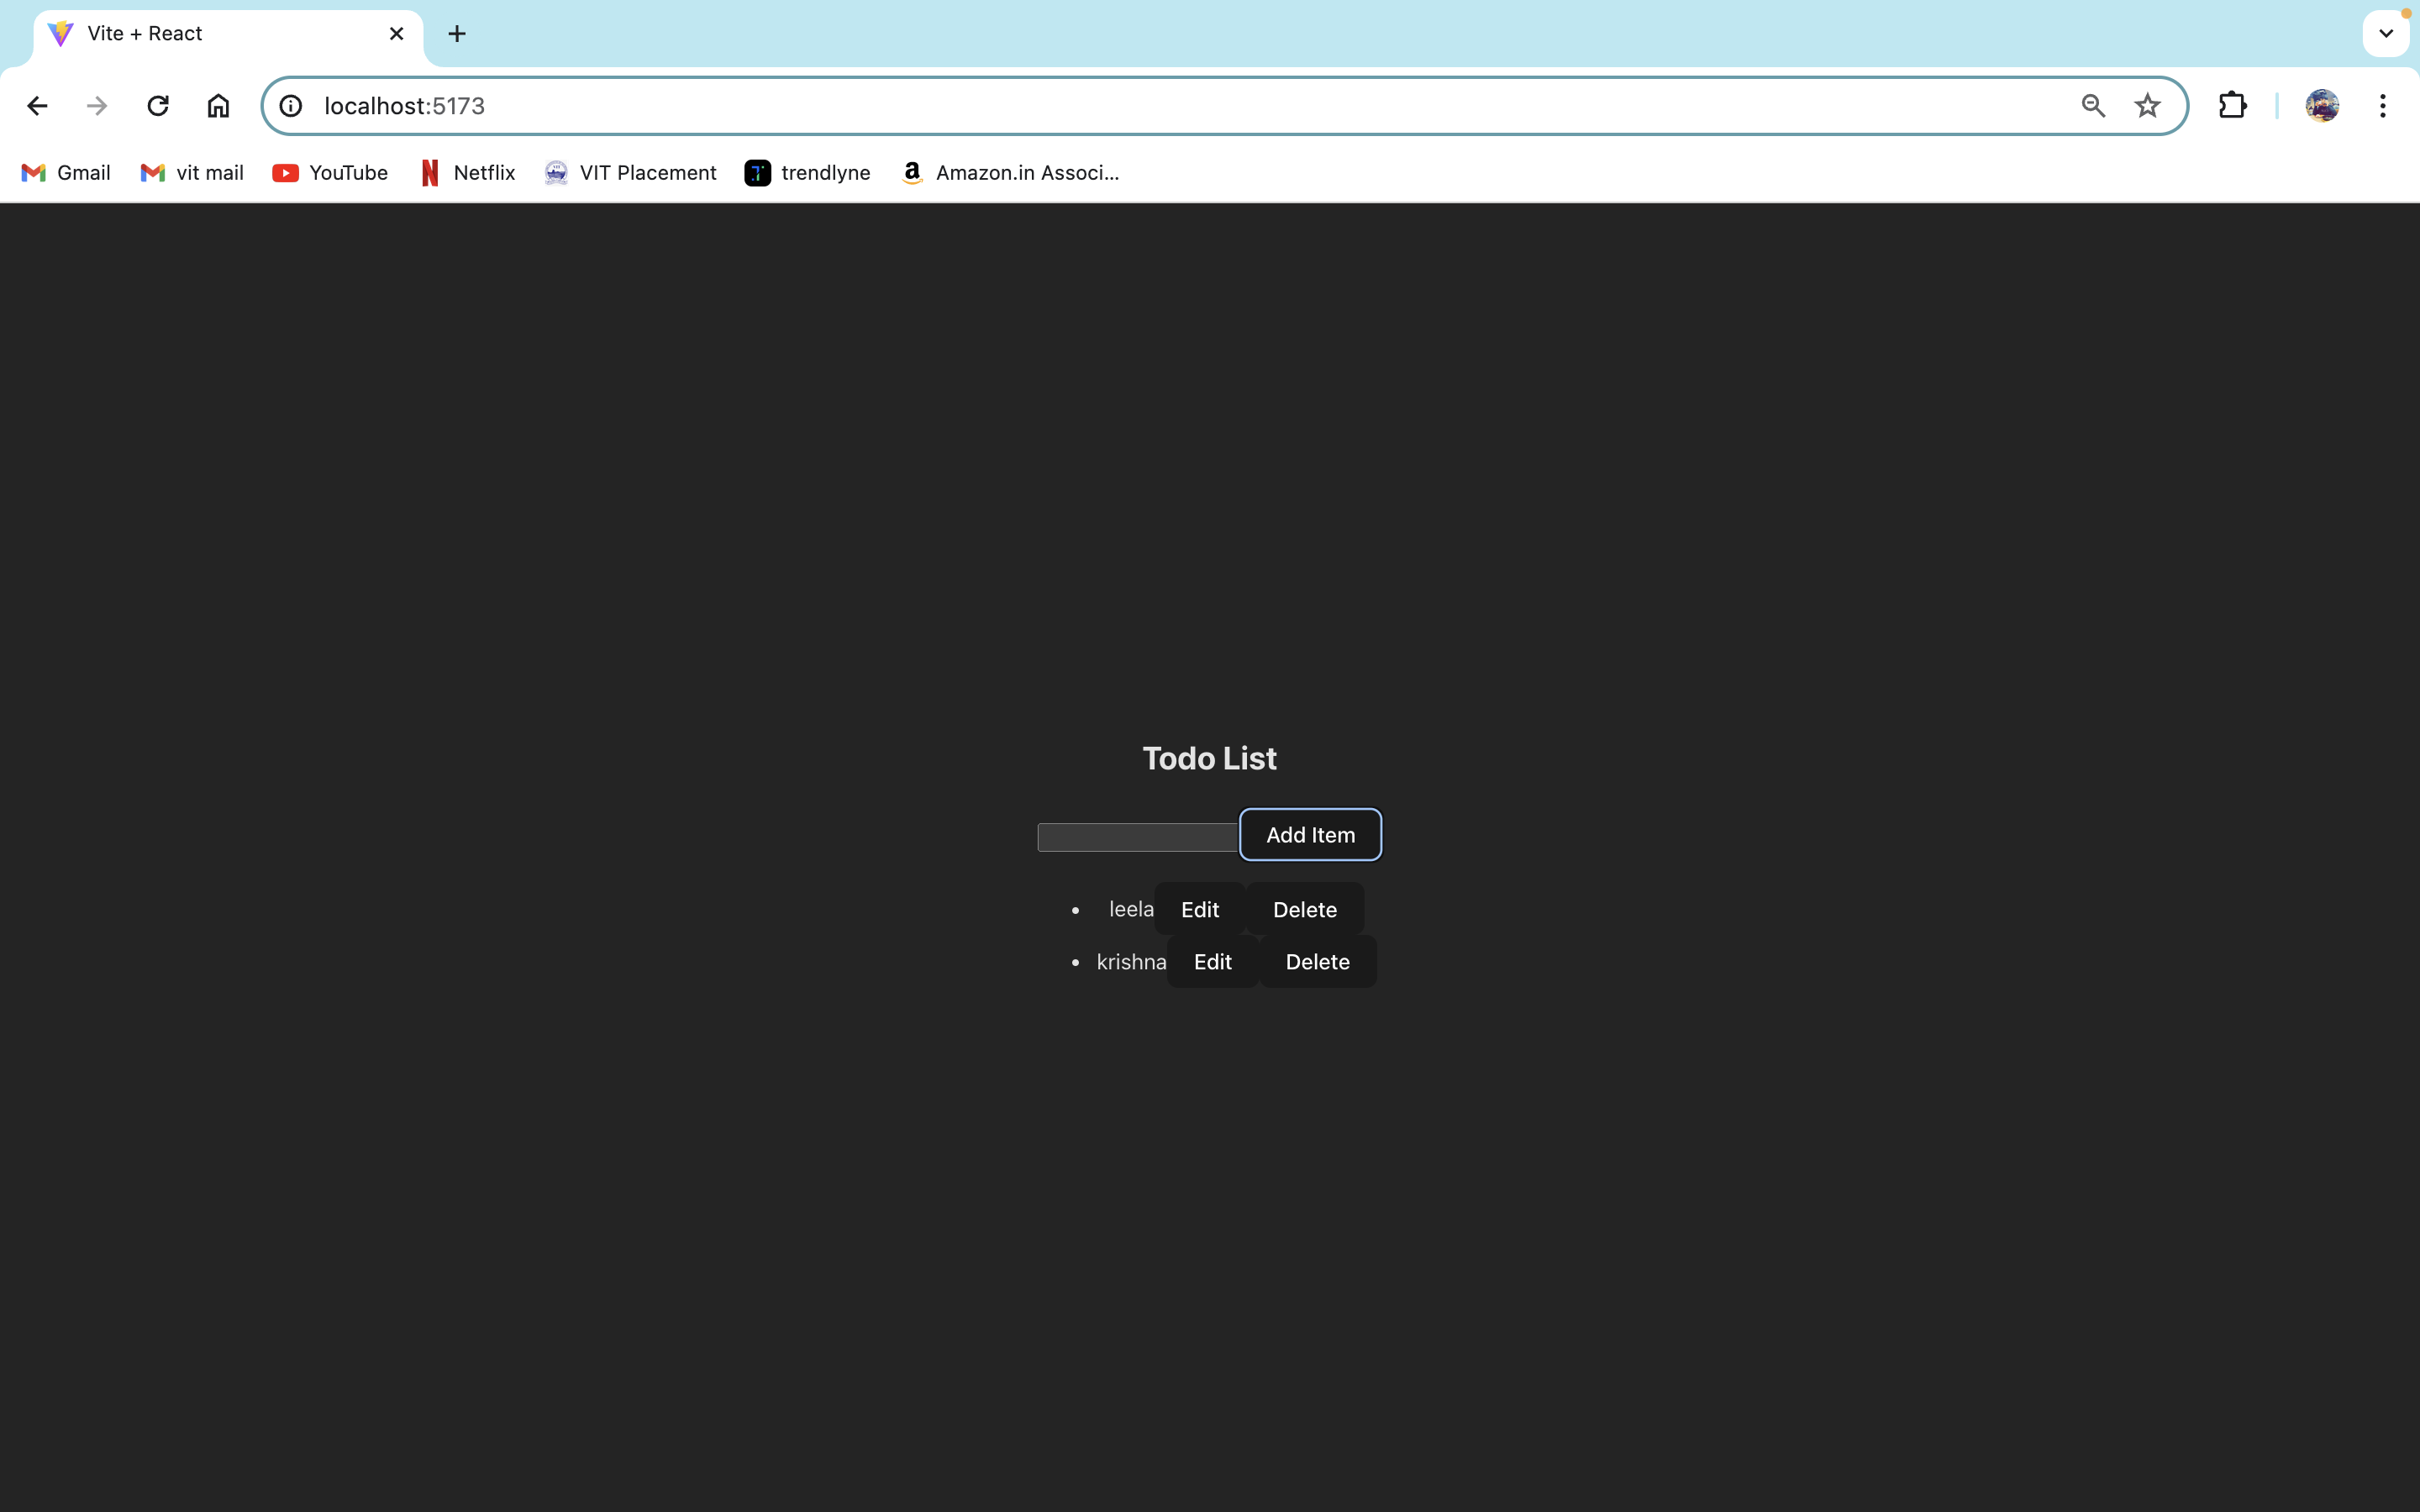 Vite + React
localhost:5173
Gmail vit mail YouTube Netflix VIT Placement trendlyne Amazon.in Associ...
Todo List
Add Item
leela Edit Delete
krishna Edit Delete